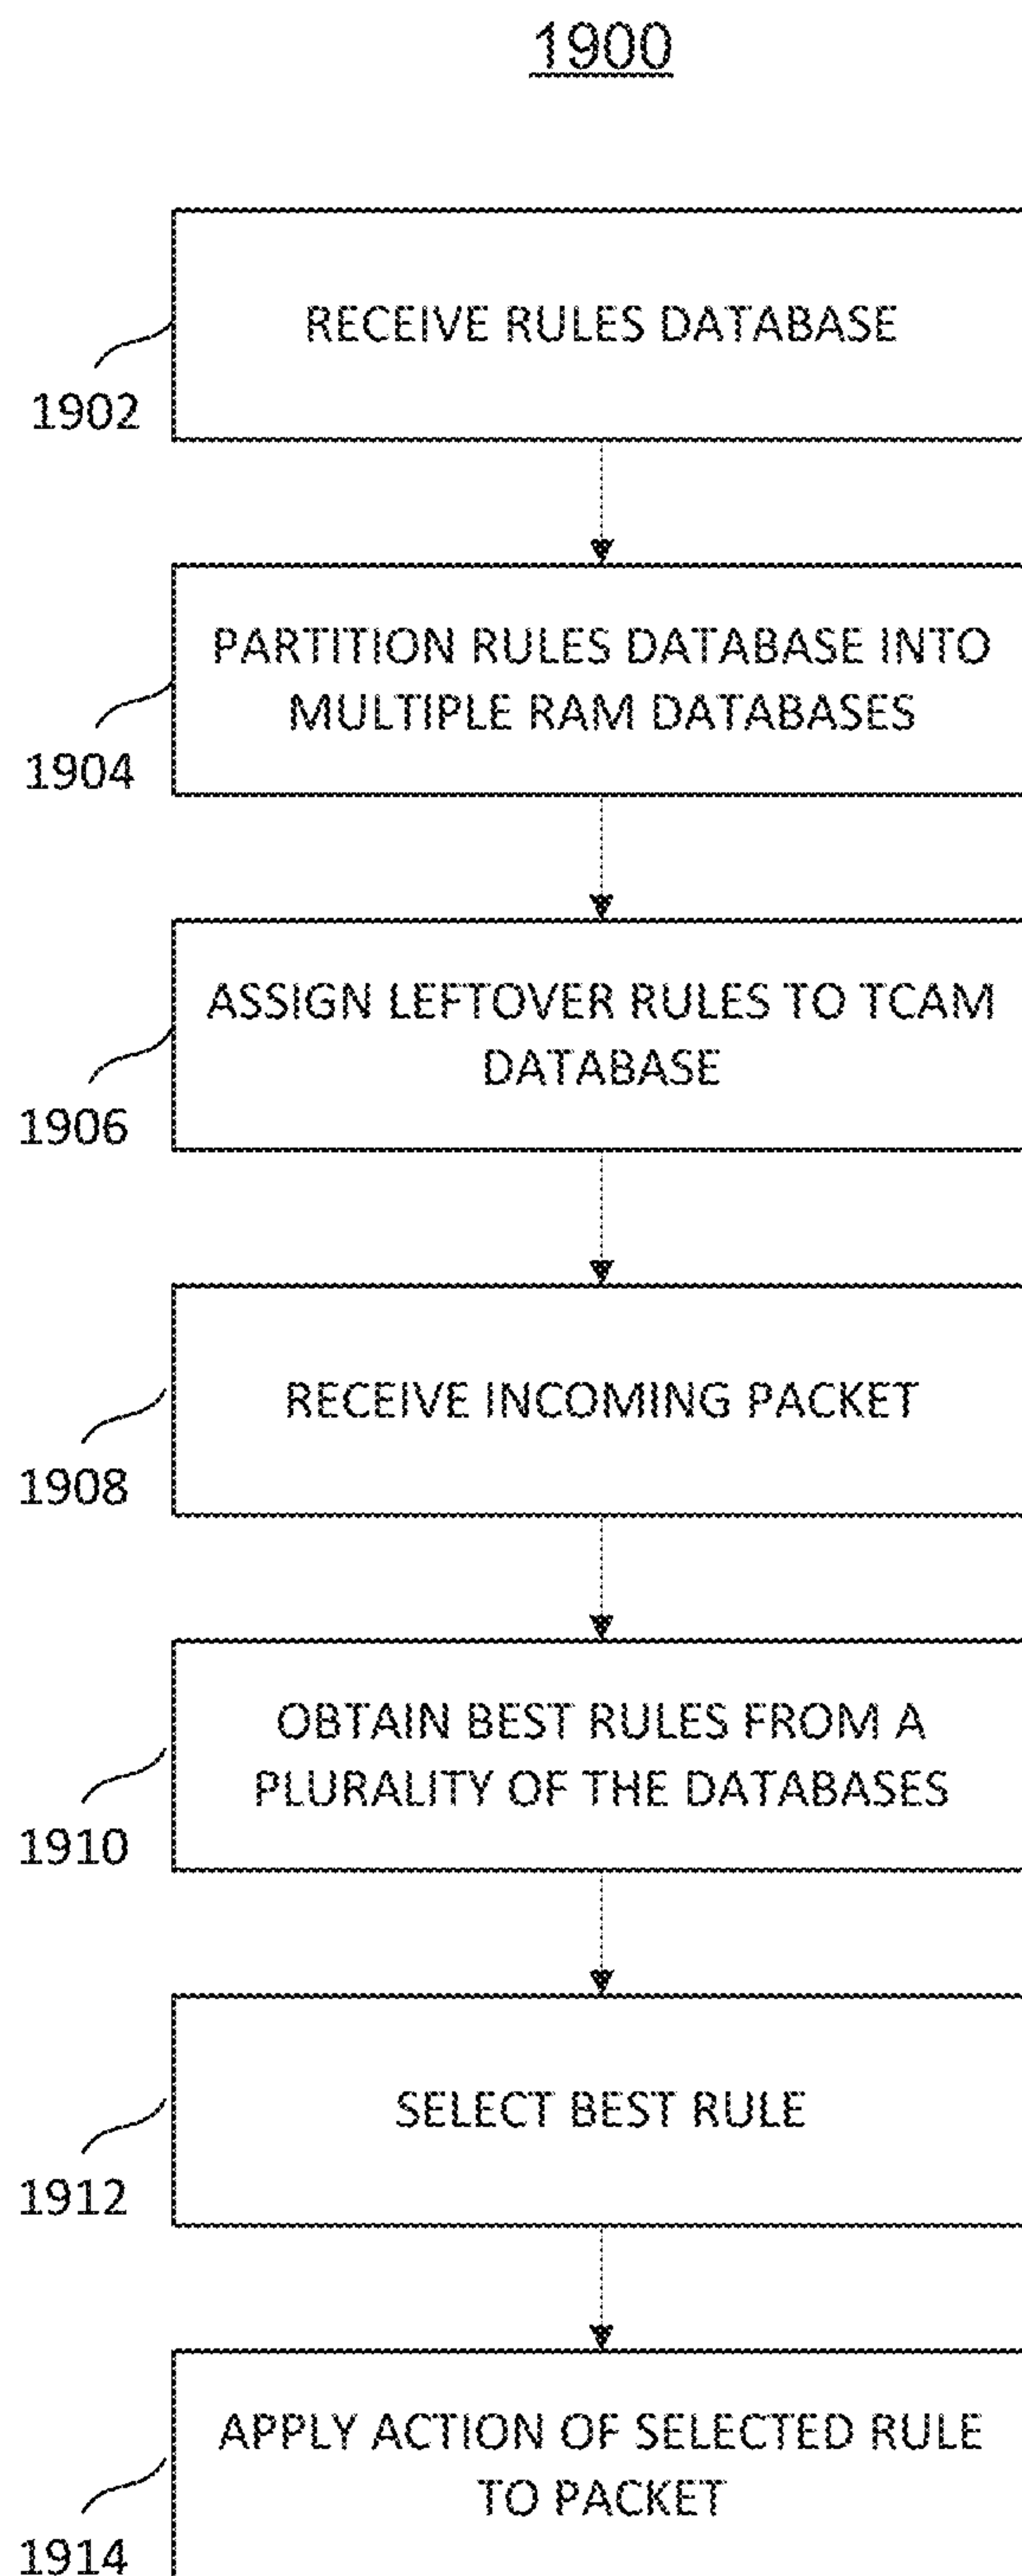 1900
RECEIVE RULES DATABASE
1902
PARTITION RULES DATABASE INTO
MULTIPLE RAM DATABASES
1904
ASSIGN LEFTOVER RULES TO TCAM
DATABASE
1906
RECEIVE INCOMING PACKET
1908
OBTAIN BEST RULES FROM A
PLURALITY OF THE DATABASES
1910
SELECT BEST RULE
1912
APPLY ACTION OF SELECTED RULE
TO PACKET
1914